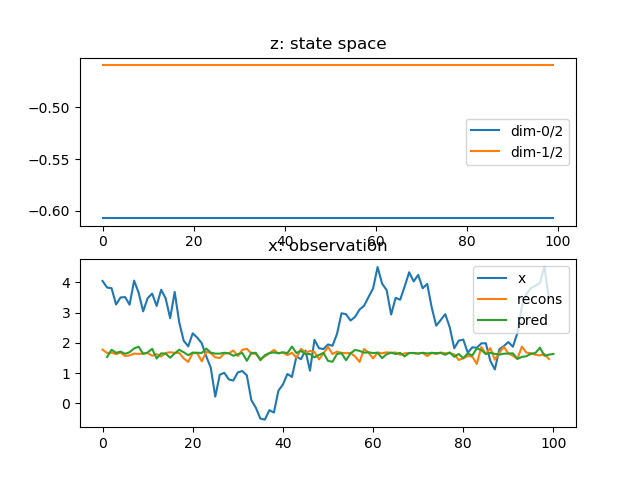 z: state space
−0.50
−0.55
−0.60
dim-0/2
dim-1/2
0 20 40 60 80 100
x: observation
4
3
2
1
0
x
recons
pred
0 20 40 60 80 100